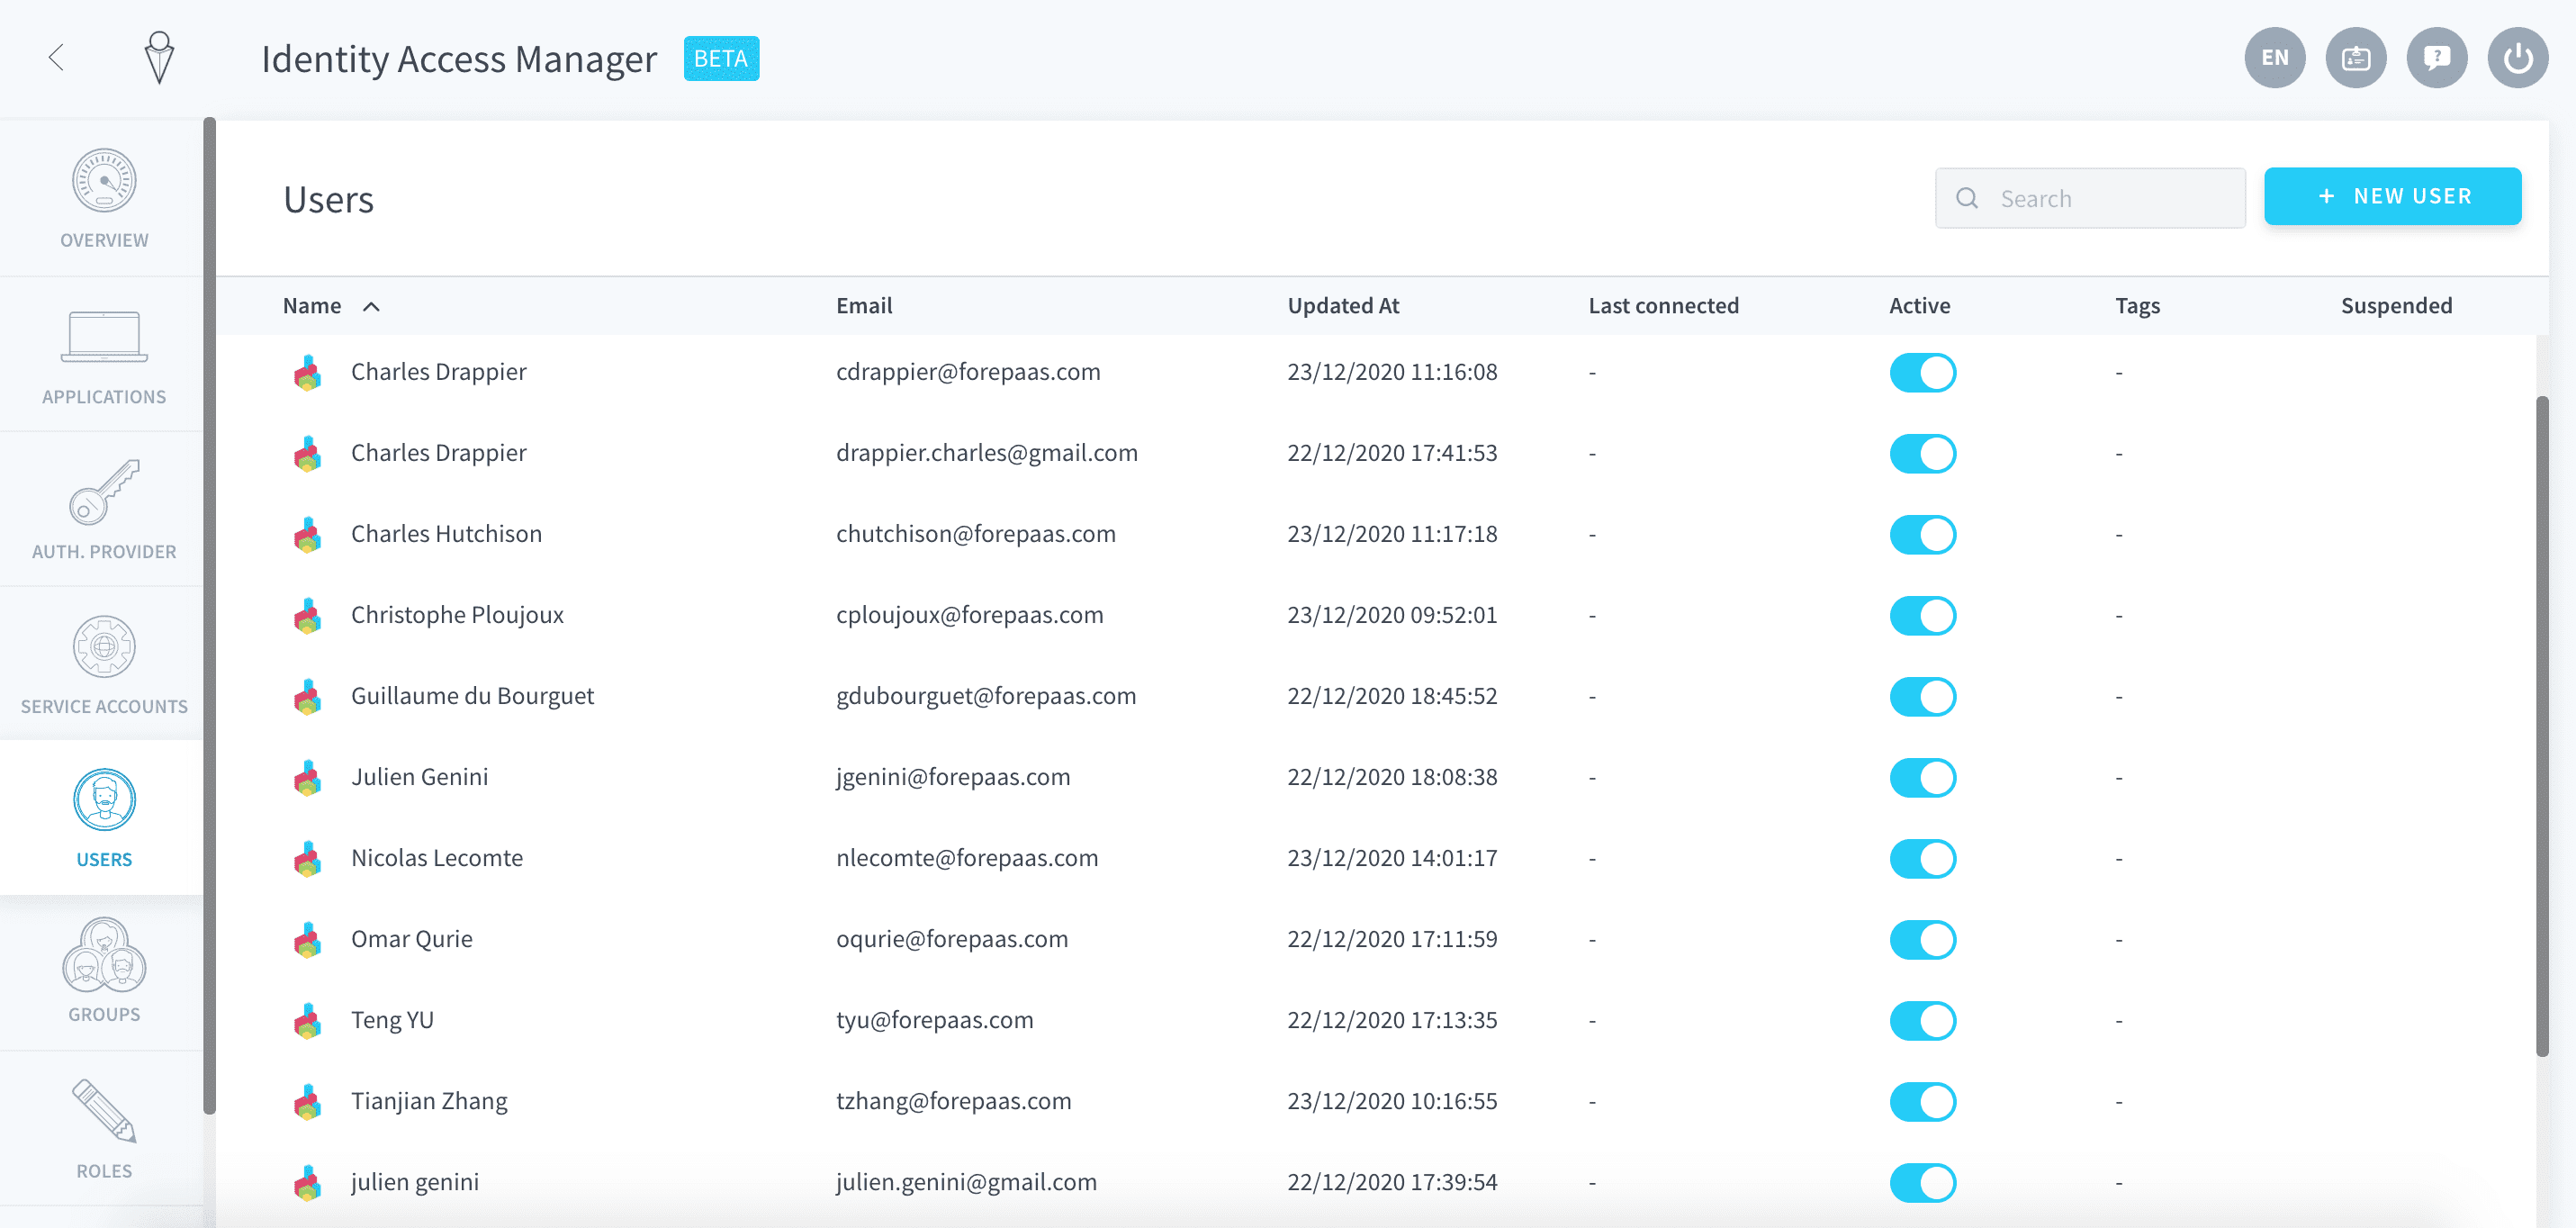 Identity Access Manager BETA
EN
OVERVIEW
APPLICATIONS
AUTH. PROVIDER
SERVICE ACCOUNTS
USERS
GROUPS
ROLES
Users
Search
+ NEW USER
Name Email Updated At Last connected Active Tags Suspended
Charles Drappier cdrappier@forepaas.com 23/12/2020 11:16:08 - -
Charles Drappier drappier.charles@gmail.com 22/12/2020 17:41:53 - -
Charles Hutchison chutchison@forepaas.com 23/12/2020 11:17:18 - -
Christophe Ploujoux cploujoux@forepaas.com 23/12/2020 09:52:01 - -
Guillaume du Bourguet gdubourguet@forepaas.com 22/12/2020 18:45:52 - -
Julien Genini jgenini@forepaas.com 22/12/2020 18:08:38 - -
Nicolas Lecomte nlecomte@forepaas.com 23/12/2020 14:01:17 - -
Omar Qurie oqurie@forepaas.com 22/12/2020 17:11:59 - -
Teng YU tyu@forepaas.com 22/12/2020 17:13:35 - -
Tianjian Zhang tzhang@forepaas.com 23/12/2020 10:16:55 - -
julien genini julien.genini@gmail.com 22/12/2020 17:39:54 - -